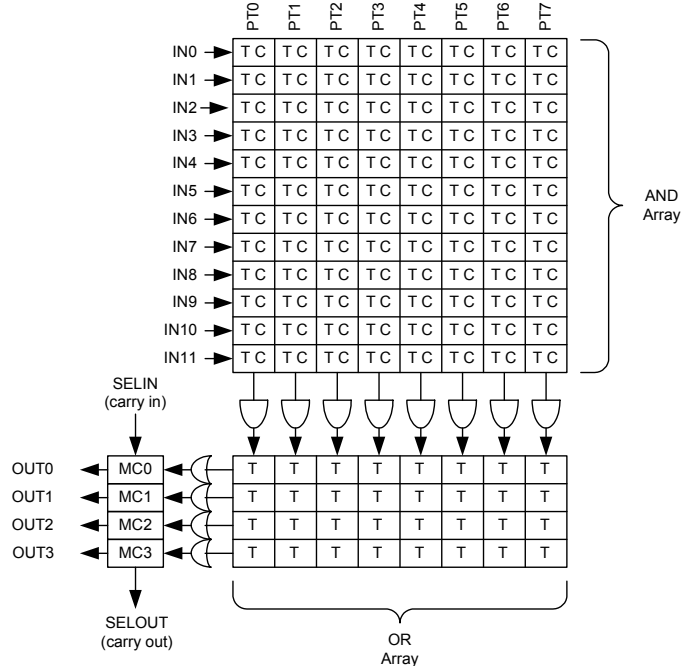 PT0 PT1 PT2 PT3 PT4 PT5 PT6 PT7
IN0 T C T C T C T C T C T C T C T C
IN1 T C T C T C T C T C T C T C T C
IN2 T C T C T C T C T C T C T C T C
IN3 T C T C T C T C T C T C T C T C
IN4 T C T C T C T C T C T C T C T C
IN5 T C T C T C T C T C T C T C T C
IN6 T C T C T C T C T C T C T C T C
IN7 T C T C T C T C T C T C T C T C
IN8 T C T C T C T C T C T C T C T C
IN9 T C T C T C T C T C T C T C T C
IN10 T C T C T C T C T C T C T C T C
IN11 T C T C T C T C T C T C T C T C
AND
Array
SELIN
(carry in)
OUT0 MC0 T T T T T T T T
OUT1 MC1 T T T T T T T T
OUT2 MC2 T T T T T T T T
OUT3 MC3 T T T T T T T T
SELOUT
(carry out)
OR
Array